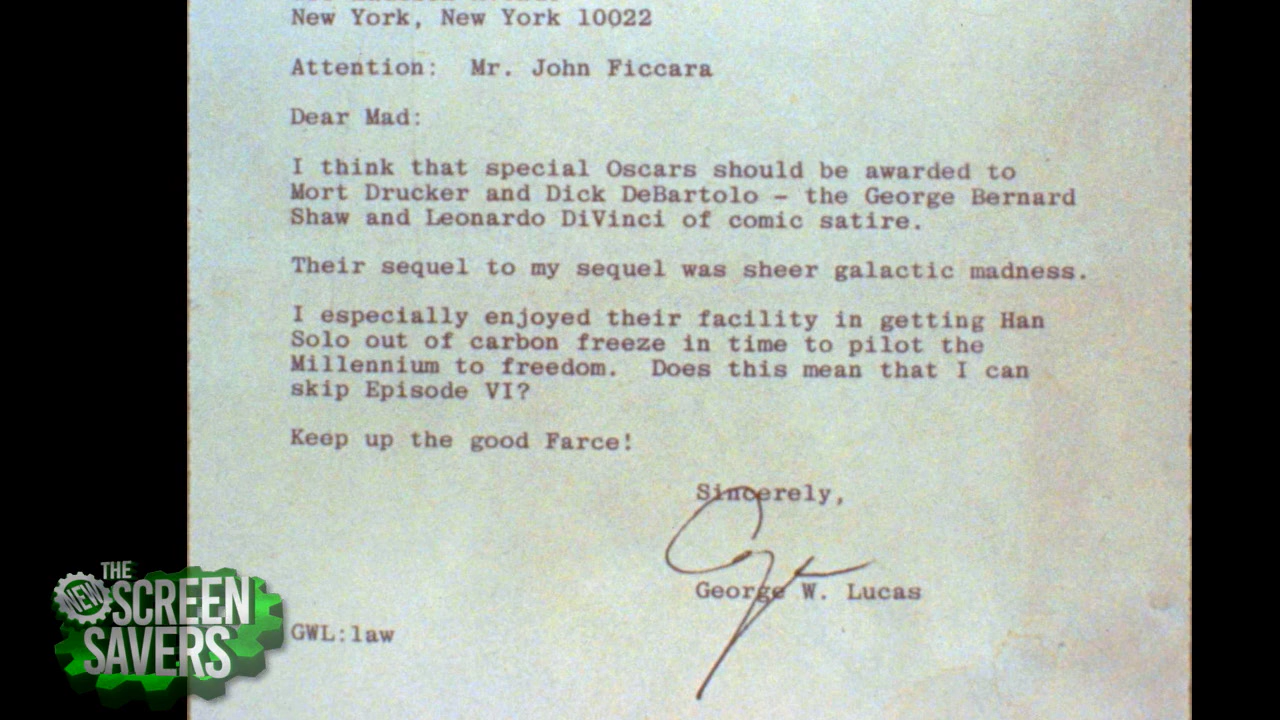 New York, New York 10022
Attention: Mr. John Ficcara
Dear Mad:
I think that special Oscars should be awarded to
Mort Drucker and Dick DeBartolo - the George Bernard
Shaw and Leonardo DiVinci of comic satire.
Their sequel to my sequel was sheer galactic madness.
I especially enjoyed their facility in getting Han
Solo out of carbon freeze in time to pilot the
Millennium to freedom. Does this mean that I can
skip Episode VI?
Keep up the good Farce!
Sincerely,
George W. Lucas
GWL:law
THE
NEW SCREEN
SAVERS